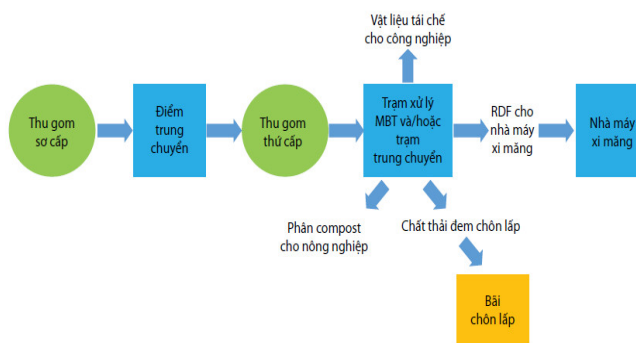 Vật liệu tái chế
cho công nghiệp
Thu gom
sơ cấp
Điểm
trung
chuyển
Thu gom
thứ cấp
Trạm xử lý
MBT và/hoặc
trạm
trung chuyển
RDF cho
nhà máy
xi măng
Nhà máy
xi măng
Phân compost
cho nông nghiệp
Chất thải đem chôn lấp
Bãi
chôn lấp